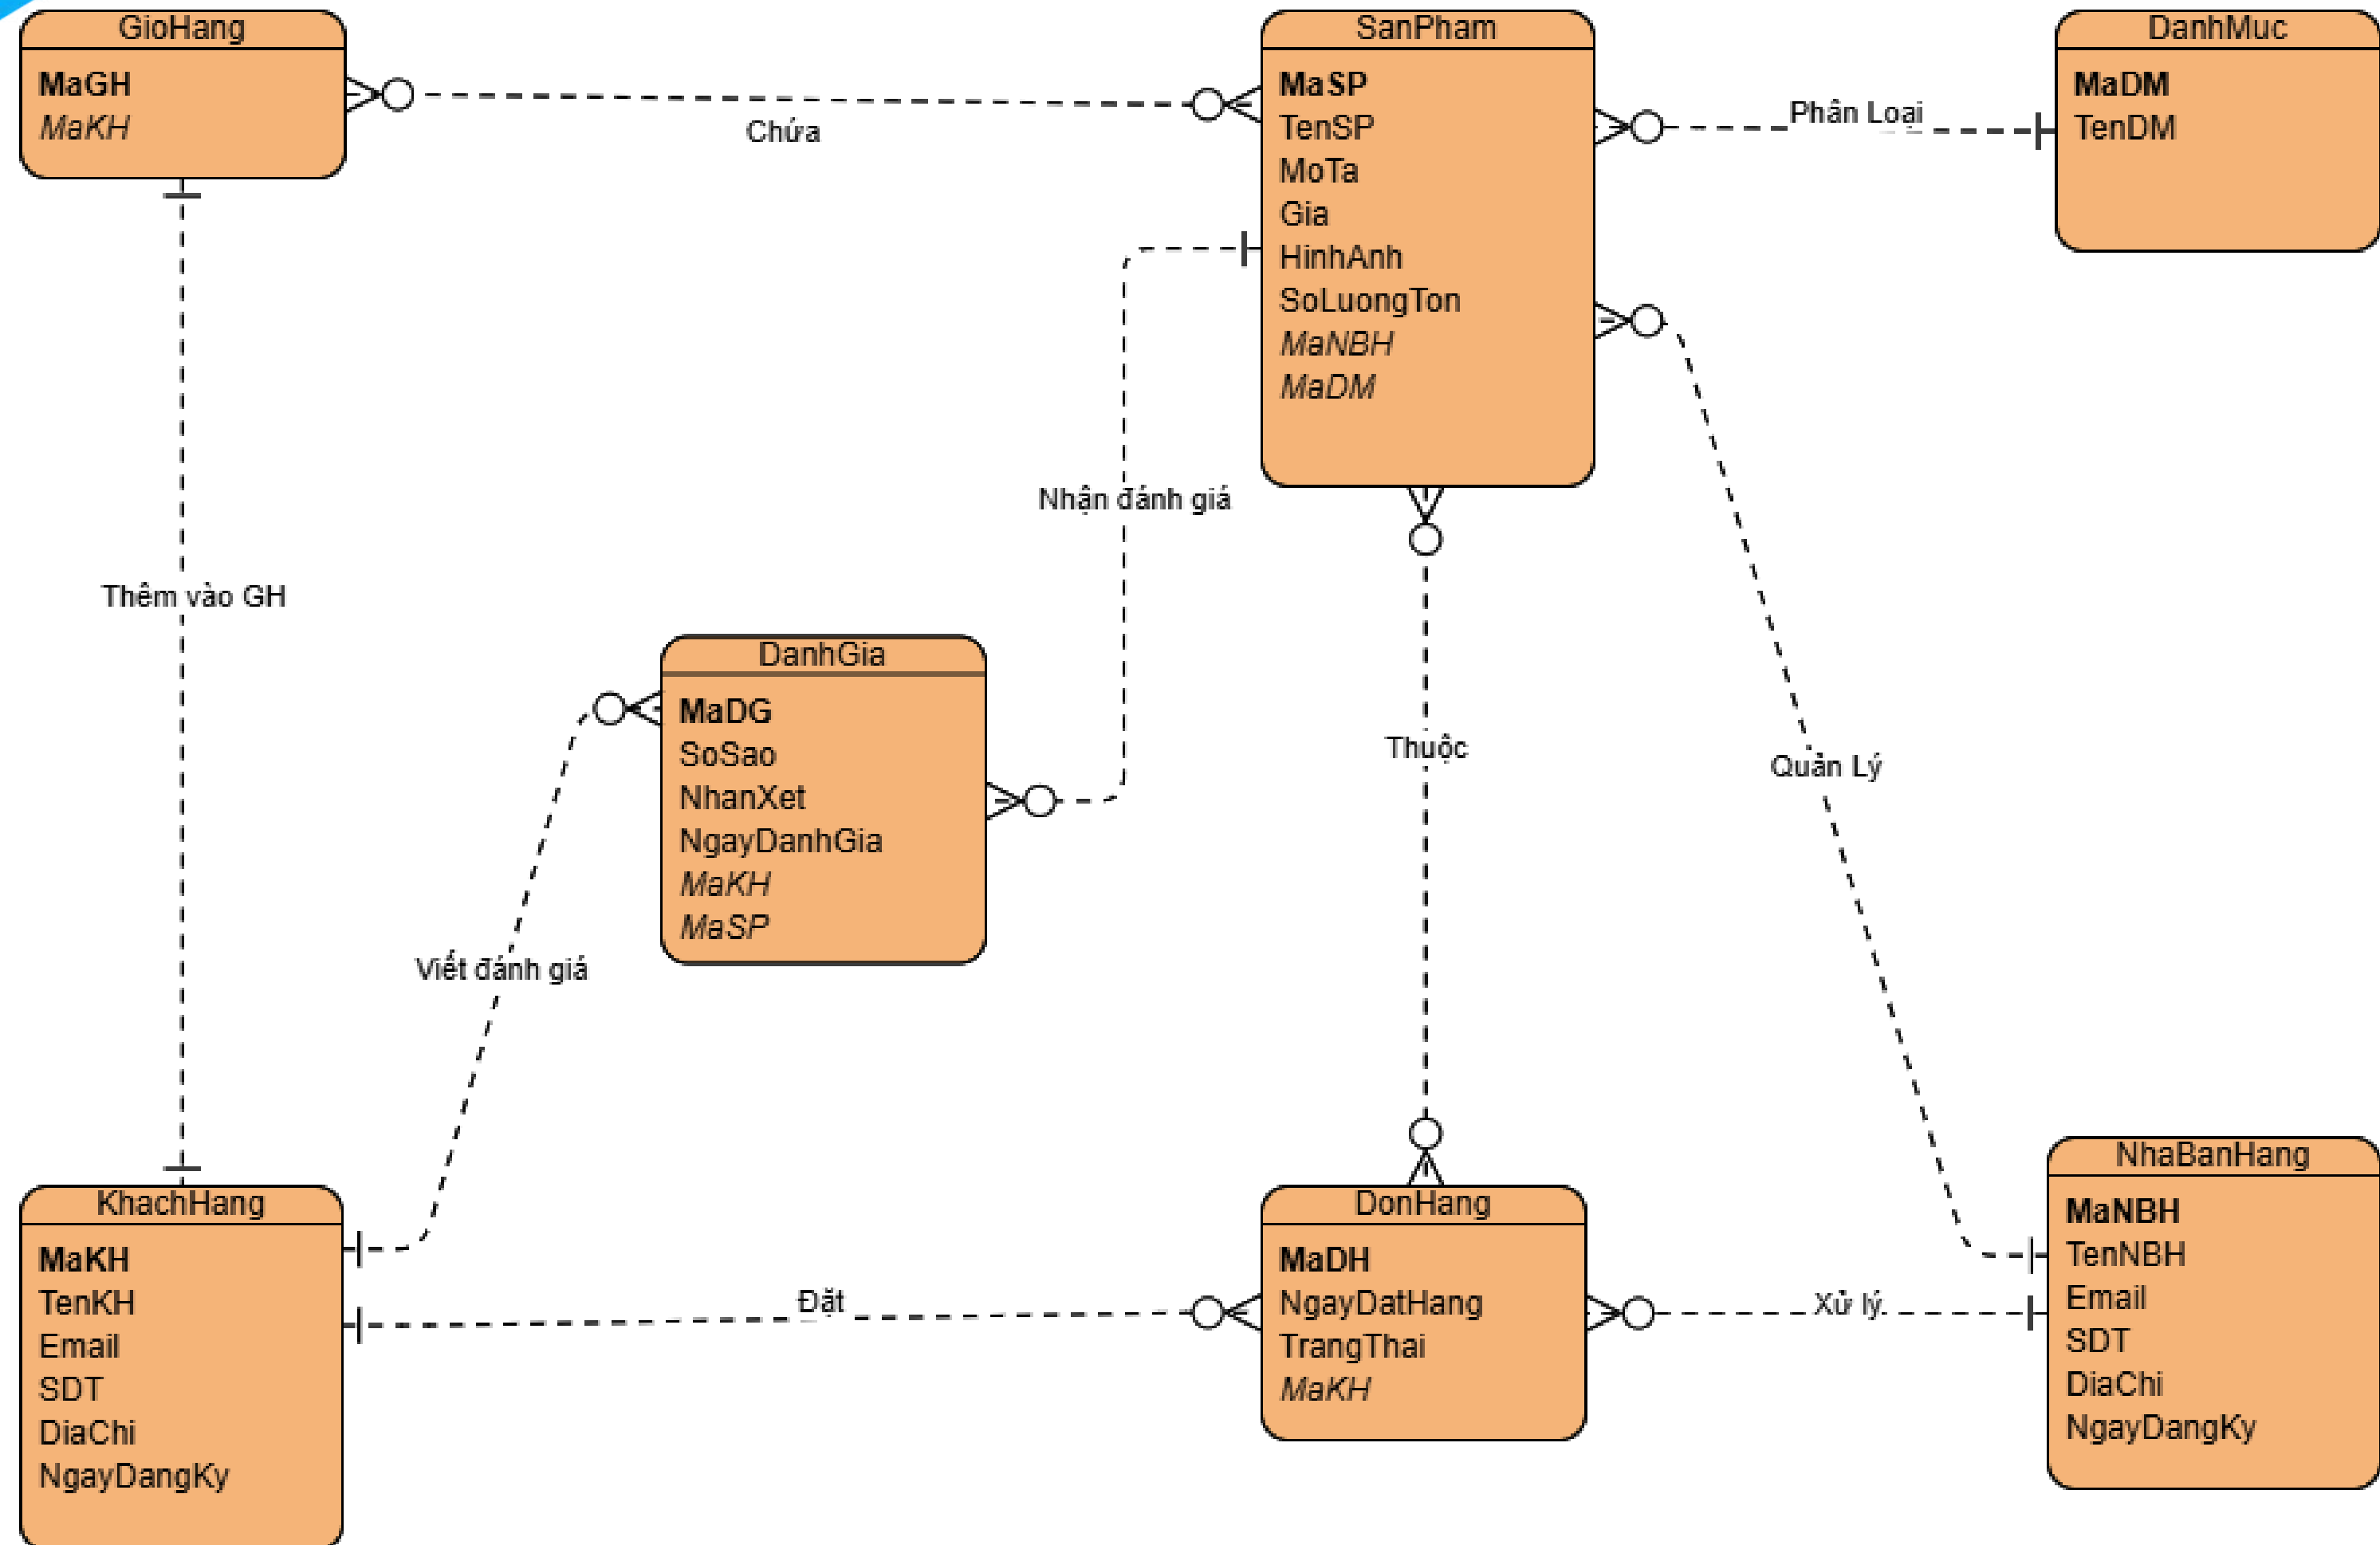 GioHang
MaGH
MaKH
Chứa
SanPham
MaSP
TenSP
MoTa
Gia
HinhAnh
SoLuongTon
MaNBH
MaDM
Phân Loại
DanhMuc
MaDM
TenDM
Nhận đánh giá
Thêm vào GH
DanhGia
MaDG
SoSao
NhanXet
NgayDanhGia
MaKH
MaSP
Thuộc
Quản Lý
Viết đánh giá
KhachHang
MaKH
TenKH
Email
SDT
DiaChi
NgayDangKy
Đặt
DonHang
MaDH
NgayDatHang
TrangThai
MaKH
Xử lý
NhaBanHang
MaNBH
TenNBH
Email
SDT
DiaChi
NgayDangKy